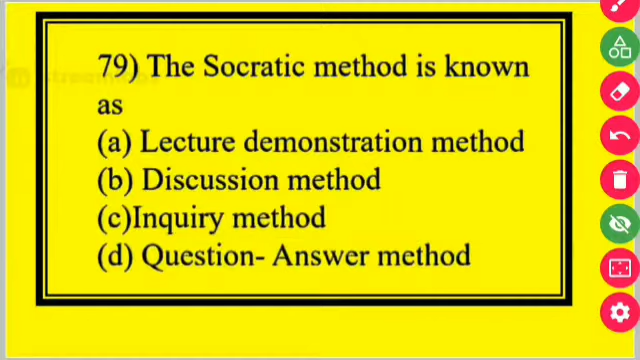 79) The Socratic method is known
as
(a) Lecture demonstration method
(b) Discussion method
(c)Inquiry method
(d) Question- Answer method